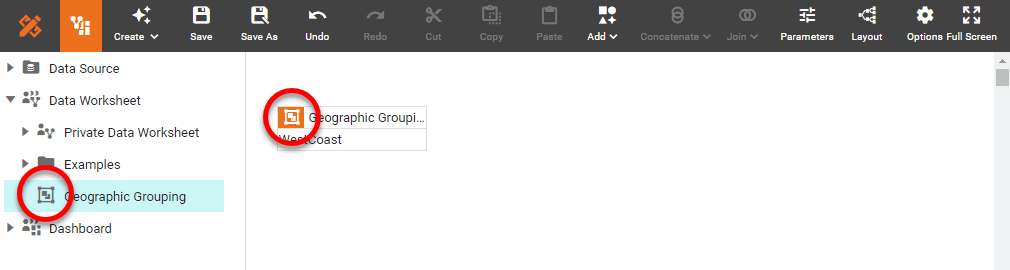 Create Save Save As Undo Redo Cut Copy Paste Add Concatenate Join Parameters Layout Options Full Screen
Data Source
Data Worksheet
Geographic Groupi...
Private Data Worksheet
WestCoast
Examples
Geographic Grouping
Dashboard